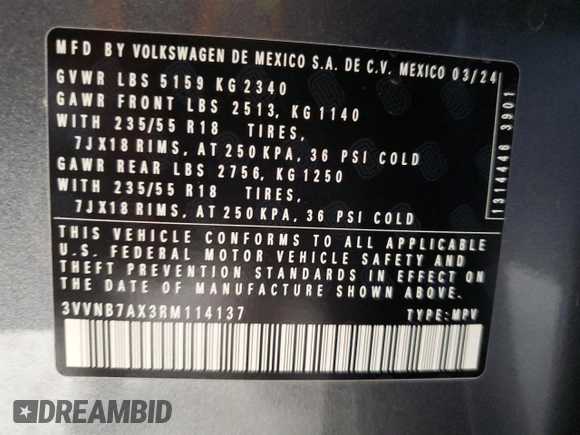 MFD BY VOLKSWAGEN DE MEXICO S.A. DE C.V. MEXICO 03/24
GVWR LBS 5159 KG 2340
GAWR FRONT LBS 2513, KG 1140
WITH 235/55 R18 TIRES,
7JX18 RIMS, AT 250 KPA, 36 PSI COLD
GAWR REAR LBS 2756, KG 1250
WITH 235/55 R18 TIRES,
7JX18 RIMS, AT 250 KPA, 36 PSI COLD
THIS VEHICLE CONFORMS TO ALL APPLICABLE
U.S. FEDERAL MOTOR VEHICLE SAFETY AND
THEFT PREVENTION STANDARDS IN EFFECT ON
THE DATE OF MANUFACTURE SHOWN ABOVE.
3VVNB7AX3RM114137 TYPE: MPV
1314446 3901
DREAMBID